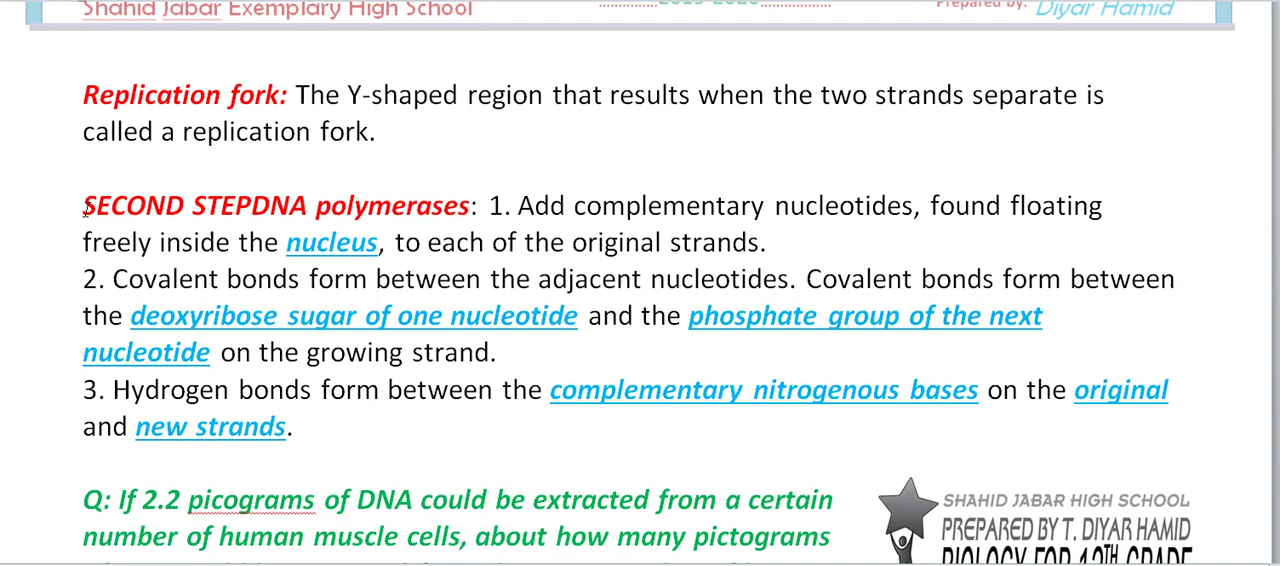 Shahid Jabar Exemplary High School ..............2019-2020................. Prepared by: Diyar Hamid
Replication fork: The Y-shaped region that results when the two strands separate is
called a replication fork.
SECOND STEPDNA polymerases: 1. Add complementary nucleotides, found floating
freely inside the nucleus, to each of the original strands.
2. Covalent bonds form between the adjacent nucleotides. Covalent bonds form between
the deoxyribose sugar of one nucleotide and the phosphate group of the next
nucleotide on the growing strand.
3. Hydrogen bonds form between the complementary nitrogenous bases on the original
and new strands.
Q: If 2.2 picograms of DNA could be extracted from a certain
number of human muscle cells, about how many pictograms
SHAHID JABAR HIGH SCHOOL
PREPARED BY T. DIYAR HAMID
BIOLOGY FOR 12TH GRADE